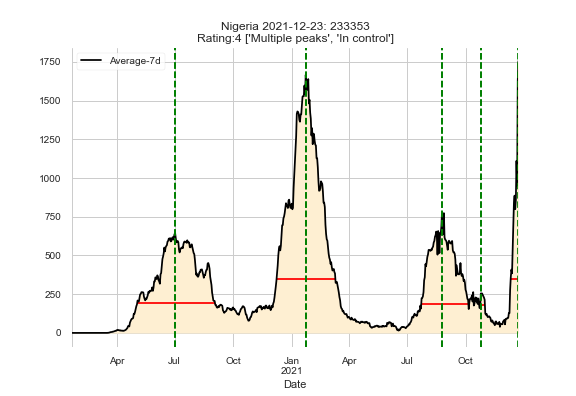 Nigeria 2021-12-23: 233353
Rating:4 ['Multiple peaks', 'In control']
Average-7d
1750
1500
1250
1000
750
500
250
0
Apr
Jul
Oct
Jan
2021
Apr
Jul
Oct
Date